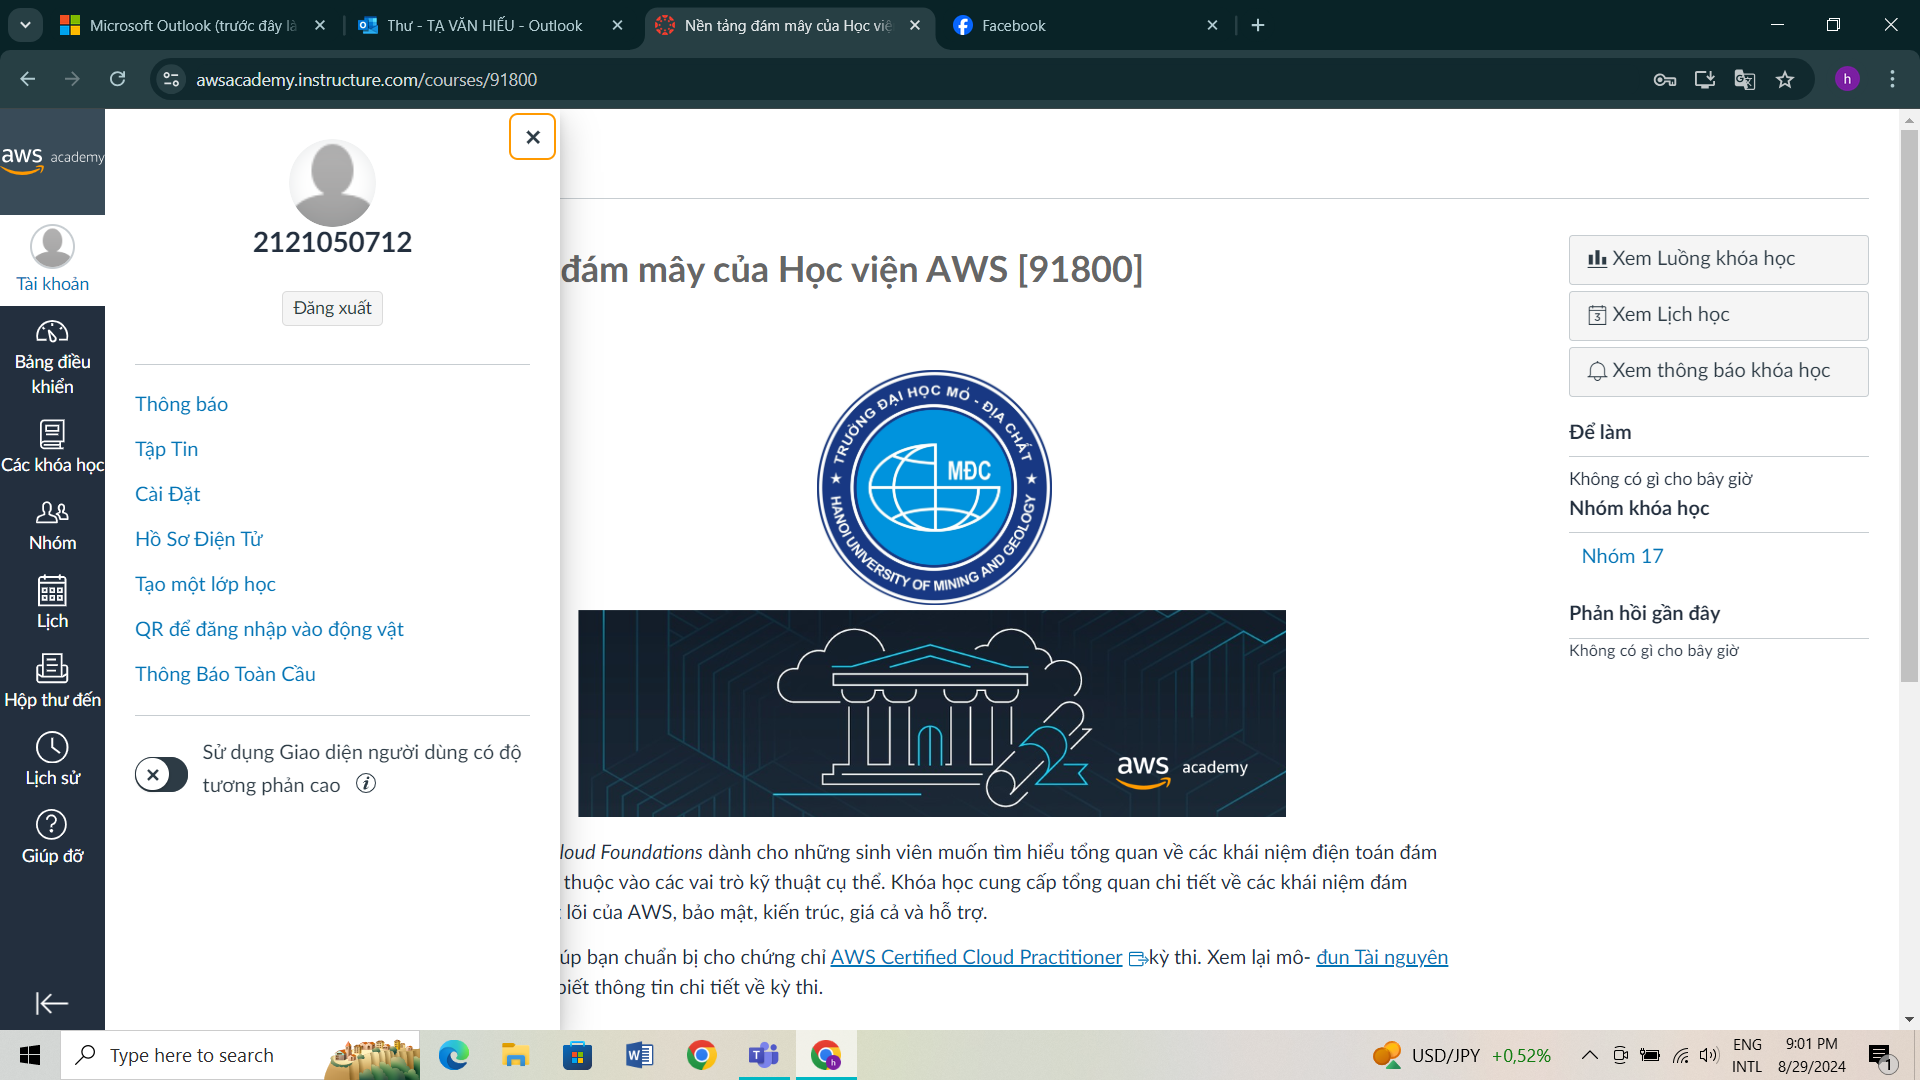 Microsoft Outlook (trước đây là
Thư - TẠ VĂN HIẾU - Outlook
Nền tảng đám mây của Học việ
Facebook
awsacademy.instructure.com/courses/91800
h
aws academy
Tài khoản
Bảng điều
khiển
Các khóa học
Nhóm
Lịch
Hộp thư đến
Lịch sử
Giúp đỡ
2121050712
Đăng xuất
Thông báo
Tập Tin
Cài Đặt
Hồ Sơ Điện Tử
Tạo một lớp học
QR để đăng nhập vào động vật
Thông Báo Toàn Cầu
Sử dụng Giao diện người dùng có độ
tương phản cao
đám mây của Học viện AWS [91800]
TRƯỜNG ĐẠI HỌC MỎ - ĐỊA CHẤT
MĐC
HANOI UNIVERSITY OF MINING AND GEOLOGY
aws academy
loud Foundations dành cho những sinh viên muốn tìm hiểu tổng quan về các khái niệm điện toán đám
thuộc vào các vai trò kỹ thuật cụ thể. Khóa học cung cấp tổng quan chi tiết về các khái niệm đám
lõi của AWS, bảo mật, kiến trúc, giá cả và hỗ trợ.
úp bạn chuẩn bị cho chứng chỉ AWS Certified Cloud Practitioner kỳ thi. Xem lại mô- đun Tài nguyên
biết thông tin chi tiết về kỳ thi.
Xem Luồng khóa học
3 Xem Lịch học
Xem thông báo khóa học
Để làm
Không có gì cho bây giờ
Nhóm khóa học
Nhóm 17
Phản hồi gần đây
Không có gì cho bây giờ
Type here to search
USD/JPY +0,52%
ENG
INTL
9:01 PM
8/29/2024
1